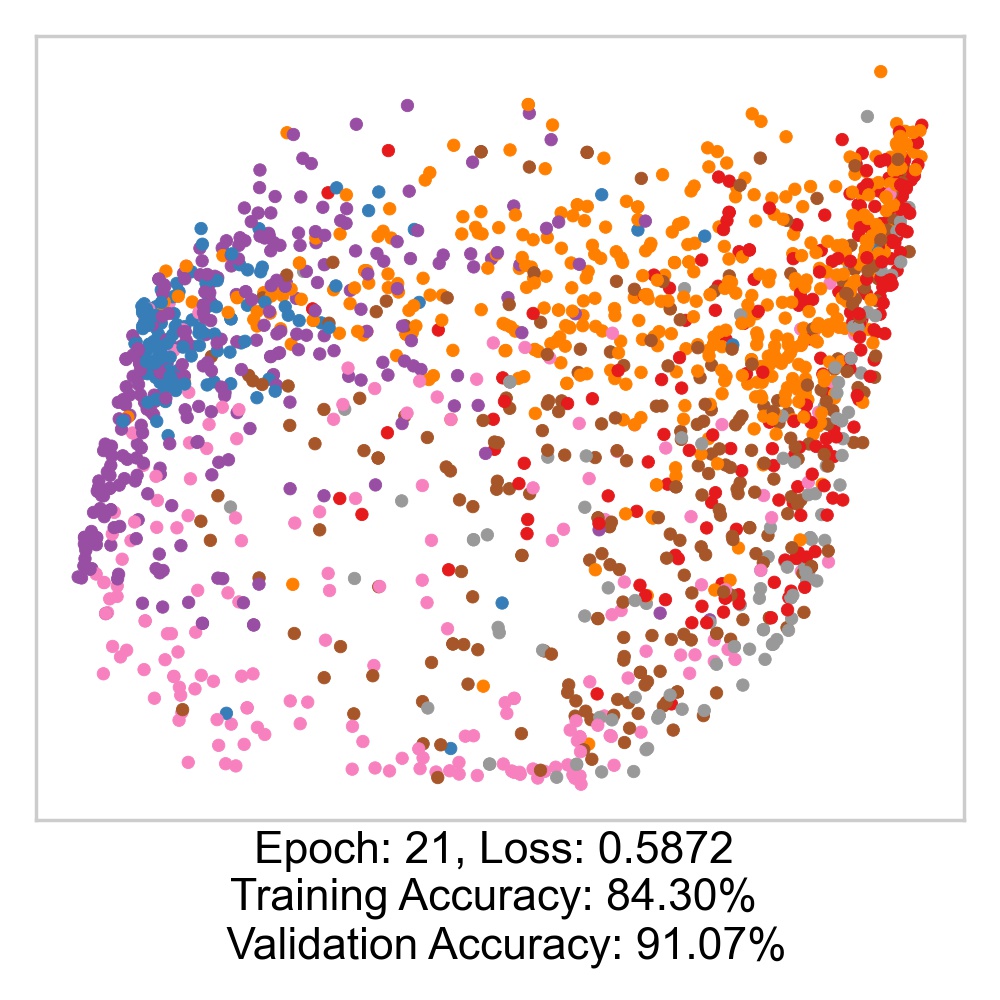 Epoch: 21, Loss: 0.5872
Training Accuracy: 84.30%
Validation Accuracy: 91.07%